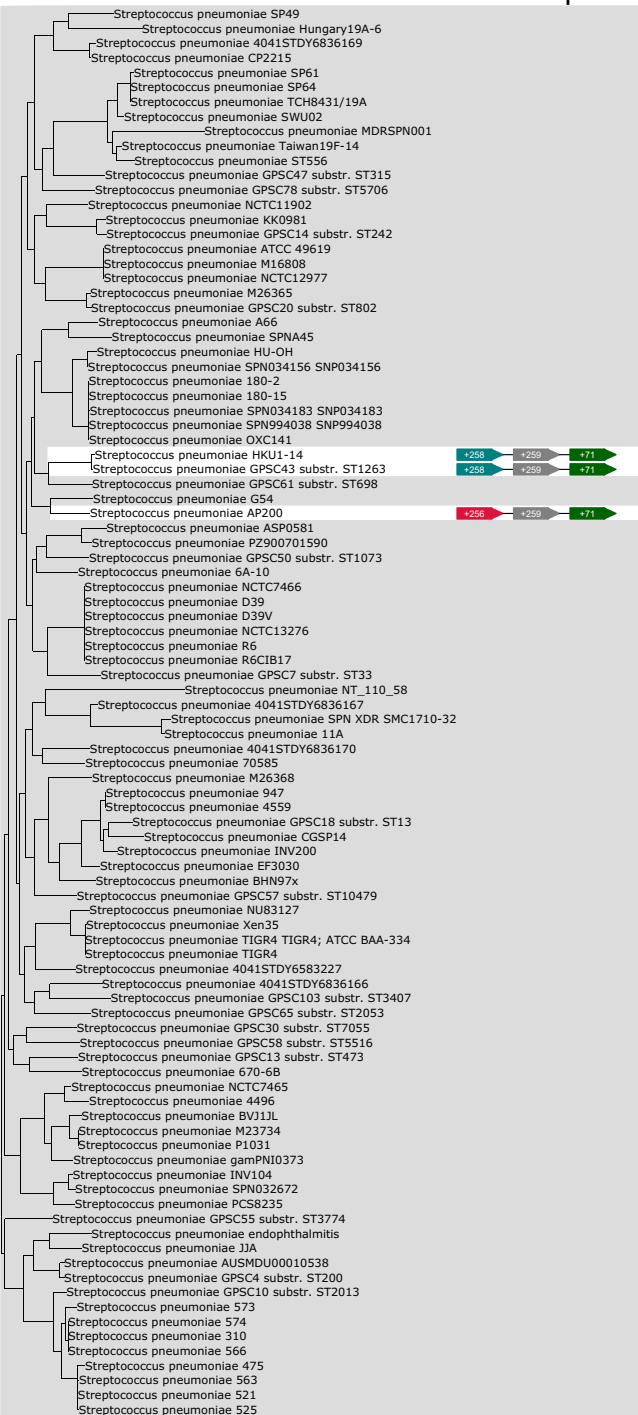 Streptococcus pneumoniae SP49
Streptococcus pneumoniae Hungary19A-6
Streptococcus pneumoniae 4041STDY6836169
Streptococcus pneumoniae CP2215
Streptococcus pneumoniae SP61
Streptococcus pneumoniae SP64
Streptococcus pneumoniae TCH8431/19A
Streptococcus pneumoniae SWU02
Streptococcus pneumoniae MDRSPN001
Streptococcus pneumoniae Taiwan19F-14
Streptococcus pneumoniae ST556
Streptococcus pneumoniae GPSC47 substr. ST315
Streptococcus pneumoniae GPSC78 substr. ST5706
Streptococcus pneumoniae NCTC11902
Streptococcus pneumoniae KK0981
Streptococcus pneumoniae GPSC14 substr. ST242
Streptococcus pneumoniae ATCC 49619
Streptococcus pneumoniae M16808
Streptococcus pneumoniae NCTC12977
Streptococcus pneumoniae M26365
Streptococcus pneumoniae GPSC20 substr. ST802
Streptococcus pneumoniae A66
Streptococcus pneumoniae SPNA45
Streptococcus pneumoniae HU-OH
Streptococcus pneumoniae SPN034156 SNP034156
Streptococcus pneumoniae 180-2
Streptococcus pneumoniae 180-15
Streptococcus pneumoniae SPN034183 SNP034183
Streptococcus pneumoniae SPN994038 SNP994038
Streptococcus pneumoniae OXC141
Streptococcus pneumoniae HKU1-14 +258 +259 +71
Streptococcus pneumoniae GPSC43 substr. ST1263 +258 +259 +71
Streptococcus pneumoniae GPSC61 substr. ST698
Streptococcus pneumoniae G54
Streptococcus pneumoniae AP200 +256 +259 +71
Streptococcus pneumoniae ASP0581
Streptococcus pneumoniae PZ900701590
Streptococcus pneumoniae GPSC50 substr. ST1073
Streptococcus pneumoniae 6A-10
Streptococcus pneumoniae NCTC7466
Streptococcus pneumoniae D39
Streptococcus pneumoniae D39V
Streptococcus pneumoniae NCTC13276
Streptococcus pneumoniae R6
Streptococcus pneumoniae R6CIB17
Streptococcus pneumoniae GPSC7 substr. ST33
Streptococcus pneumoniae NT_110_58
Streptococcus pneumoniae 4041STDY6836167
Streptococcus pneumoniae SPN XDR SMC1710-32
Streptococcus pneumoniae 11A
Streptococcus pneumoniae 4041STDY6836170
Streptococcus pneumoniae 70585
Streptococcus pneumoniae M26368
Streptococcus pneumoniae 947
Streptococcus pneumoniae 4559
Streptococcus pneumoniae GPSC18 substr. ST13
Streptococcus pneumoniae CGSP14
Streptococcus pneumoniae INV200
Streptococcus pneumoniae EF3030
Streptococcus pneumoniae BHN97x
Streptococcus pneumoniae GPSC57 substr. ST10479
Streptococcus pneumoniae NU83127
Streptococcus pneumoniae Xen35
Streptococcus pneumoniae TIGR4 TIGR4; ATCC BAA-334
Streptococcus pneumoniae TIGR4
Streptococcus pneumoniae 4041STDY6583227
Streptococcus pneumoniae 4041STDY6836166
Streptococcus pneumoniae GPSC103 substr. ST3407
Streptococcus pneumoniae GPSC65 substr. ST2053
Streptococcus pneumoniae GPSC30 substr. ST7055
Streptococcus pneumoniae GPSC58 substr. ST5516
Streptococcus pneumoniae GPSC13 substr. ST473
Streptococcus pneumoniae 670-6B
Streptococcus pneumoniae NCTC7465
Streptococcus pneumoniae 4496
Streptococcus pneumoniae BVJ1JL
Streptococcus pneumoniae M23734
Streptococcus pneumoniae P1031
Streptococcus pneumoniae gamPNI0373
Streptococcus pneumoniae INV104
Streptococcus pneumoniae SPN032672
Streptococcus pneumoniae PCS8235
Streptococcus pneumoniae GPSC55 substr. ST3774
Streptococcus pneumoniae endophthalmitis
Streptococcus pneumoniae JJA
Streptococcus pneumoniae AUSMDU00010538
Streptococcus pneumoniae GPSC4 substr. ST200
Streptococcus pneumoniae GPSC10 substr. ST2013
Streptococcus pneumoniae 573
Streptococcus pneumoniae 574
Streptococcus pneumoniae 310
Streptococcus pneumoniae 566
Streptococcus pneumoniae 475
Streptococcus pneumoniae 563
Streptococcus pneumoniae 521
Streptococcus pneumoniae 525